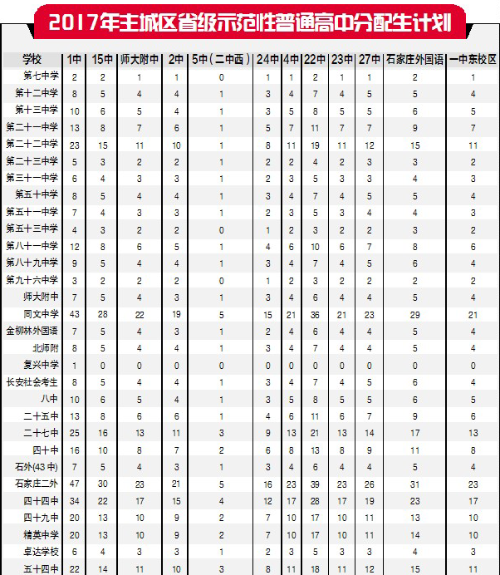 2017年主城区省级示范性普通高中分配生计划
学校 1中 15中 师大附中 2中 5中(二中西) 24中 4中 22中 23中 27中 石家庄外国语 一中东校区
第七中学 2 2 1 1 0 1 1 2 1 1 2 1
第十二中学 8 5 4 4 1 3 4 7 4 5 5 4
第十三中学 10 6 5 4 1 3 5 8 5 5 6 5
第二十一中学 13 8 7 6 1 5 7 11 7 7 9 7
第二十二中学 23 15 11 10 1 8 11 19 11 12 15 11
第二十三中学 5 3 2 2 1 2 2 4 2 3 3 2
第三十一中学 6 4 3 3 1 2 3 5 3 3 4 3
第五十中学 8 5 4 4 1 3 4 7 4 5 5 4
第五十一中学 7 4 3 3 1 2 3 5 3 4 4 3
第五十三中学 4 3 2 2 0 1 2 3 2 2 3 2
第八十一中学 12 8 6 5 1 4 6 10 6 7 8 6
第八十九中学 9 5 4 4 1 3 4 7 4 5 6 4
第九十六中学 3 2 2 2 0 1 2 3 2 2 2 2
师大附中 7 5 4 3 1 3 4 6 4 4 5 4
同文中学 43 28 22 19 5 15 21 36 21 23 29 21
金柳林外国语 7 5 4 3 1 2 4 6 4 4 5 4
北师附 8 5 4 4 1 3 4 7 4 4 5 4
复兴中学 1 0 0 0 0 0 0 0 0 0 0 0
长安社会考生 8 5 4 4 1 3 4 7 4 5 6 4
八中 10 6 5 4 1 3 5 8 5 5 6 5
二十五中 13 8 6 6 1 4 6 11 6 7 9 6
二十七中 25 16 13 11 3 9 13 21 13 14 17 13
四十中 16 10 8 7 2 6 8 13 8 9 11 8
石外(43中) 7 5 4 3 1 3 4 6 4 4 5 4
石家庄二外 47 30 23 21 5 16 23 39 23 26 31 23
四十四中 34 22 17 15 4 12 17 28 17 19 23 17
四十九中 20 13 10 9 2 7 10 17 10 11 13 10
精英中学 20 13 10 9 2 7 10 17 10 11 14 10
卓达学校 6 4 3 3 1 2 3 5 3 3 4 3
五十四中 22 14 11 10 3 8 11 18 11 12 15 11